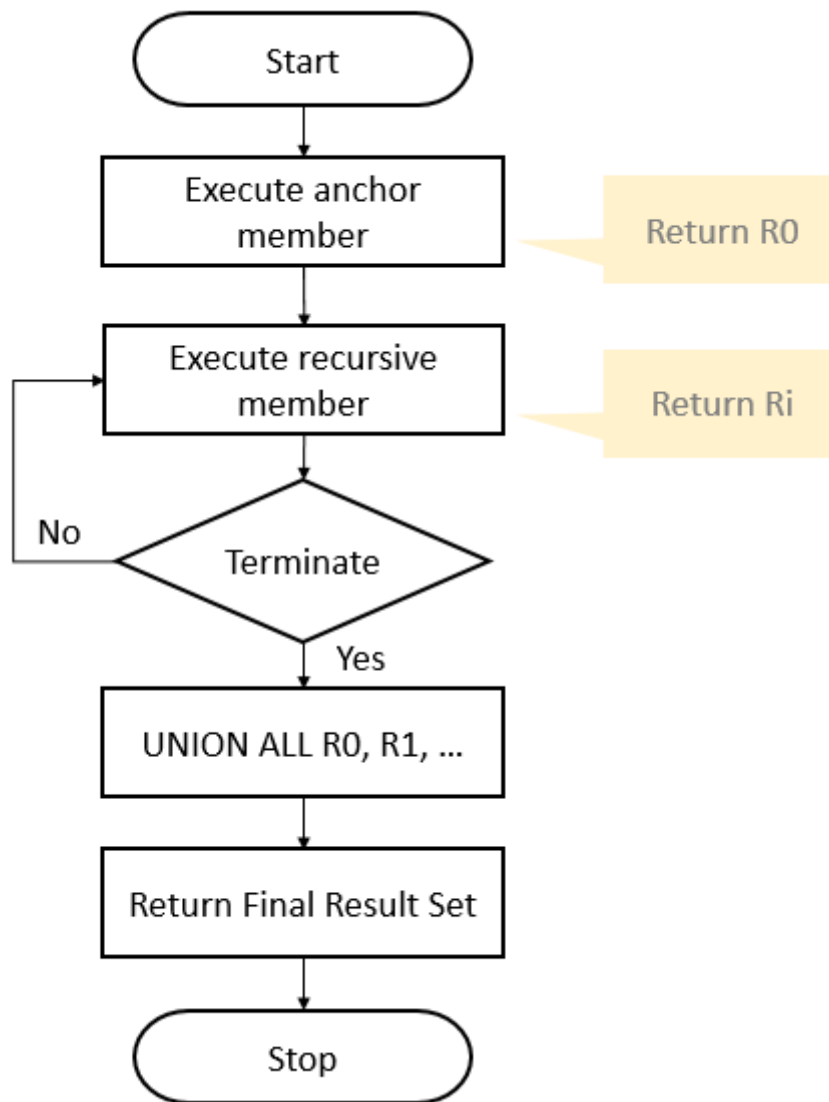 Start
Execute anchor
member
Return R0
Execute recursive
member
Return Ri
No
Terminate
Yes
UNION ALL R0, R1, ...
Return Final Result Set
Stop